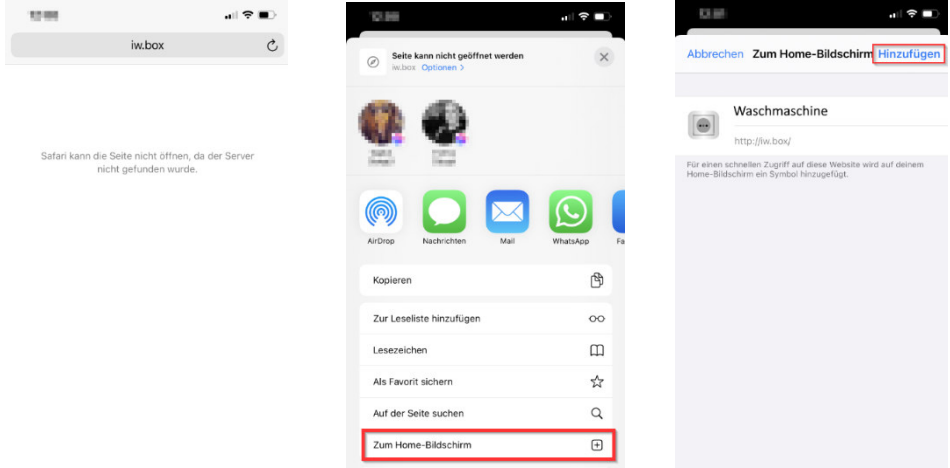 iw.box
Safari kann die Seite nicht öffnen, da der Server
nicht gefunden wurde.
Seite kann nicht geöffnet werden
iw.box Optionen >
AirDrop Nachrichten Mail WhatsApp Fa
Kopieren
Zur Leseliste hinzufügen
Lesezeichen
Als Favorit sichern
Auf der Seite suchen
Zum Home-Bildschirm
Abbrechen Zum Home-Bildschirm Hinzufügen
Waschmaschine
http://iw.box/
Für einen schnellen Zugriff auf diese Website wird auf deinem
Home-Bildschirm ein Symbol hinzugefügt.